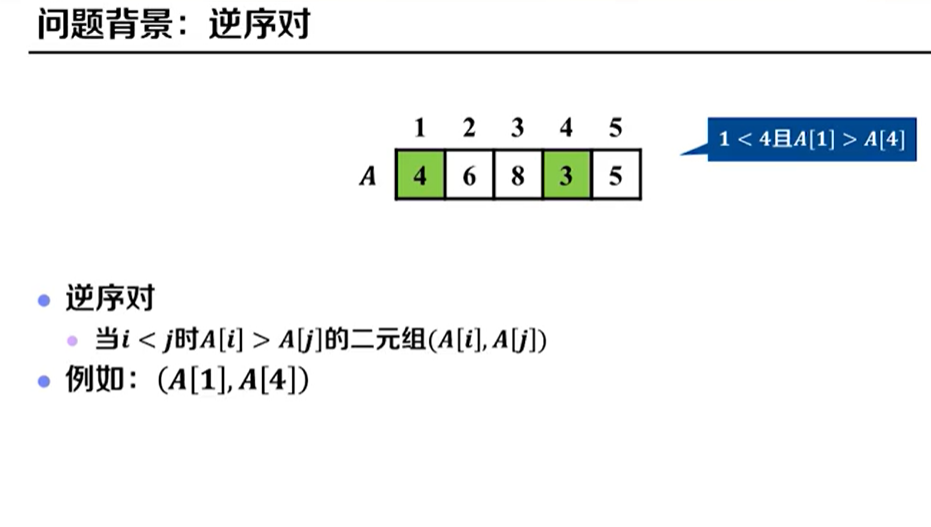 问题背景：逆序对
1 2 3 4 5
1 < 4且A[1] > A[4]
A 4 6 8 3 5
逆序对
当i < j时A[i] > A[j]的二元组(A[i], A[j])
例如：(A[1], A[4])